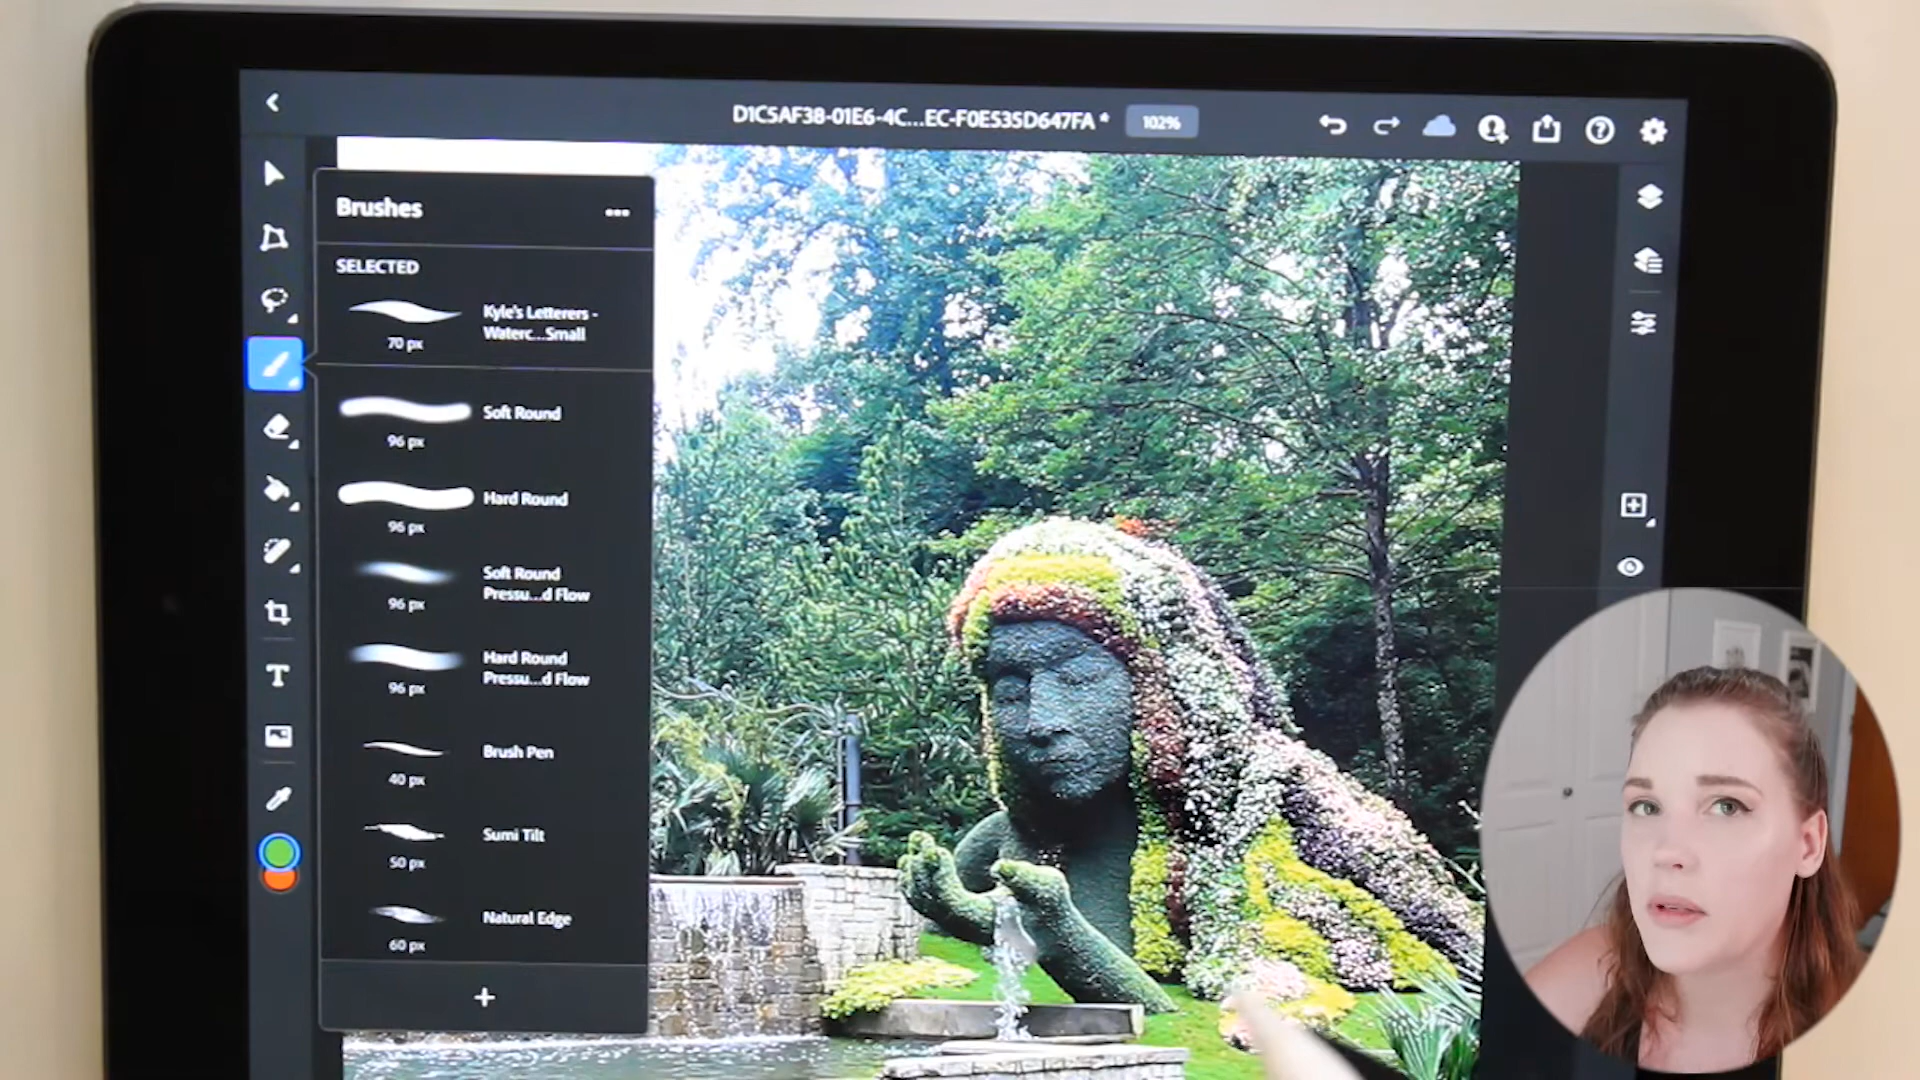 D1C5AF38-01E6-4C...EC-F0E535D647FA *
102%
Brushes
SELECTED
Kyle's Letterers -
Waterc...Small
70 px
Soft Round
96 px
Hard Round
96 px
Soft Round
Pressu...d Flow
96 px
Hard Round
Pressu...d Flow
96 px
Brush Pen
40 px
Sumi Tilt
50 px
Natural Edge
60 px
T